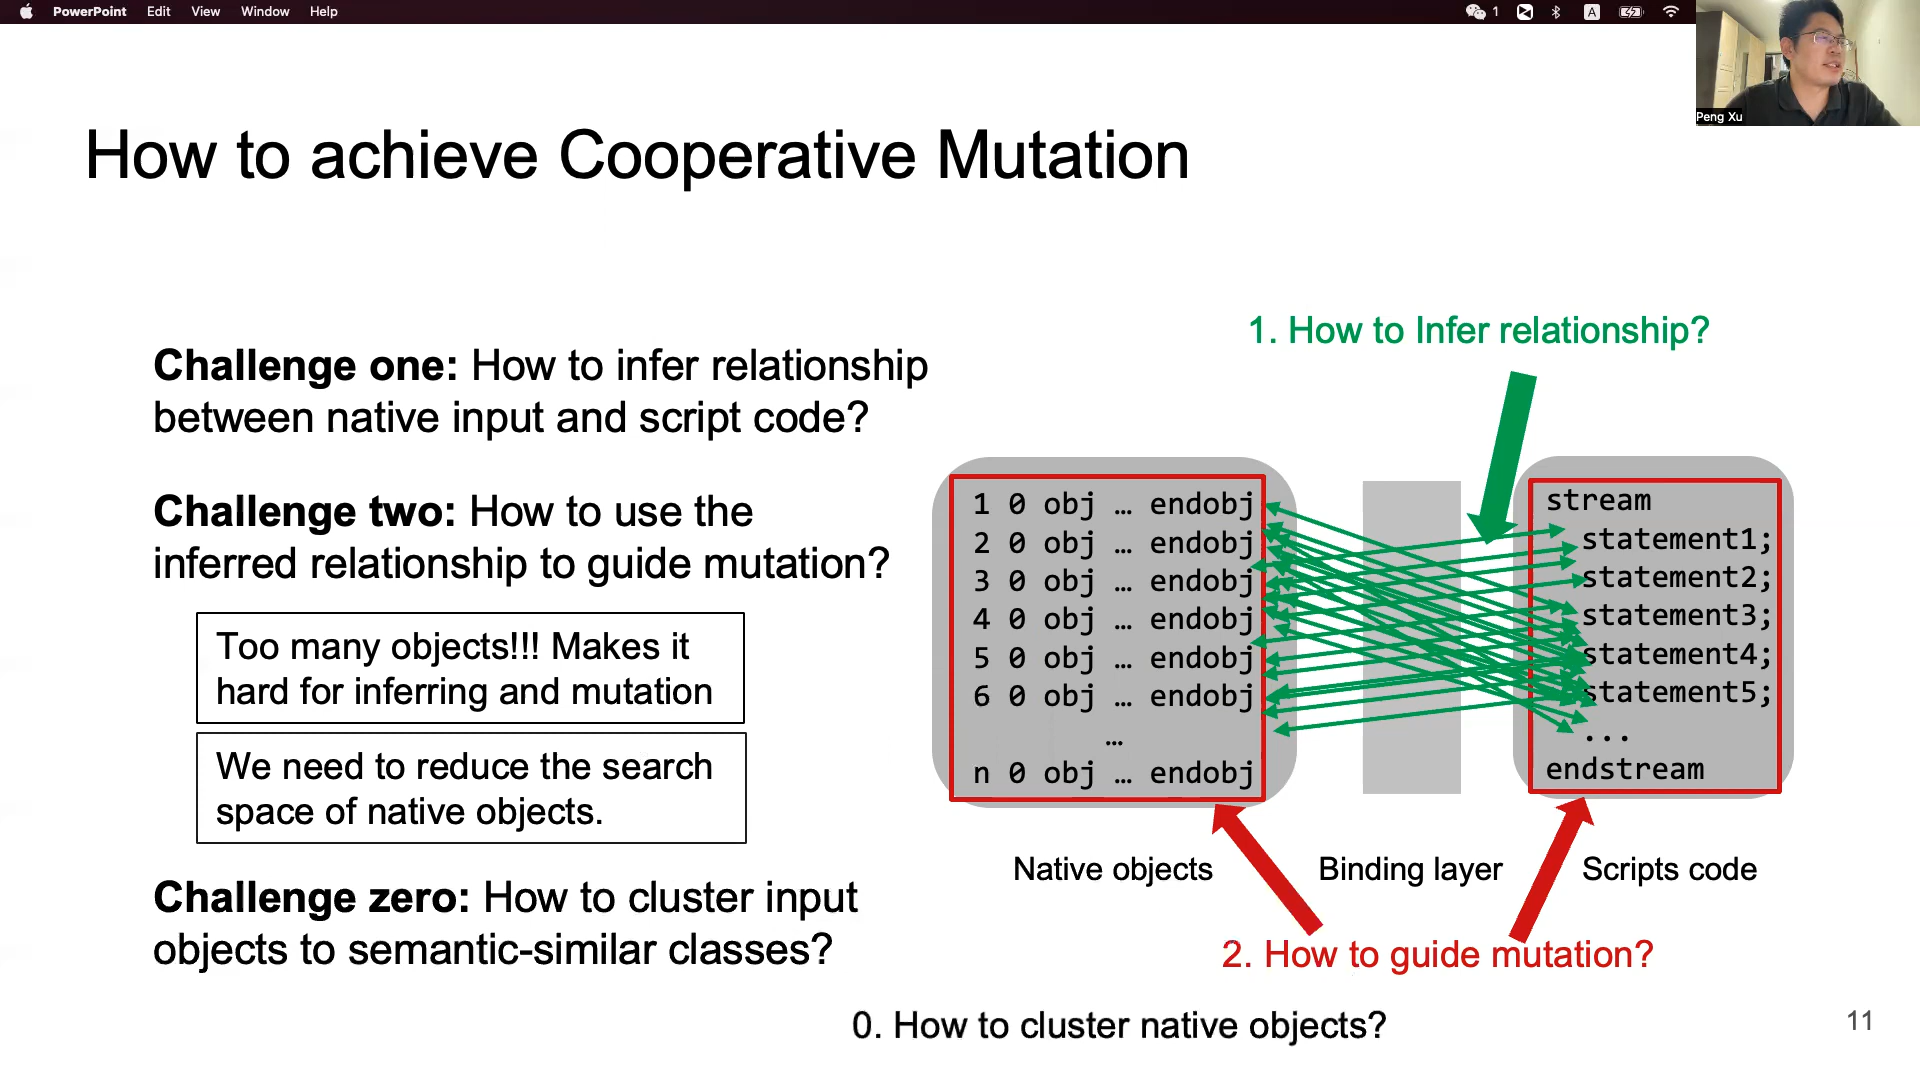 PowerPoint Edit View Window Help
1 A
Peng Xu
How to achieve Cooperative Mutation
Challenge one: How to infer relationship
between native input and script code?
Challenge two: How to use the
inferred relationship to guide mutation?
Too many objects!!! Makes it
hard for inferring and mutation
We need to reduce the search
space of native objects.
Challenge zero: How to cluster input
objects to semantic-similar classes?
1. How to Infer relationship?
1 0 obj … endobj
2 0 obj … endobj
3 0 obj … endobj
4 0 obj … endobj
5 0 obj … endobj
6 0 obj … endobj
…
n 0 obj … endobj
stream
statement1;
statement2;
statement3;
statement4;
statement5;
...
endstream
Native objects
Binding layer
Scripts code
2. How to guide mutation?
0. How to cluster native objects?
11